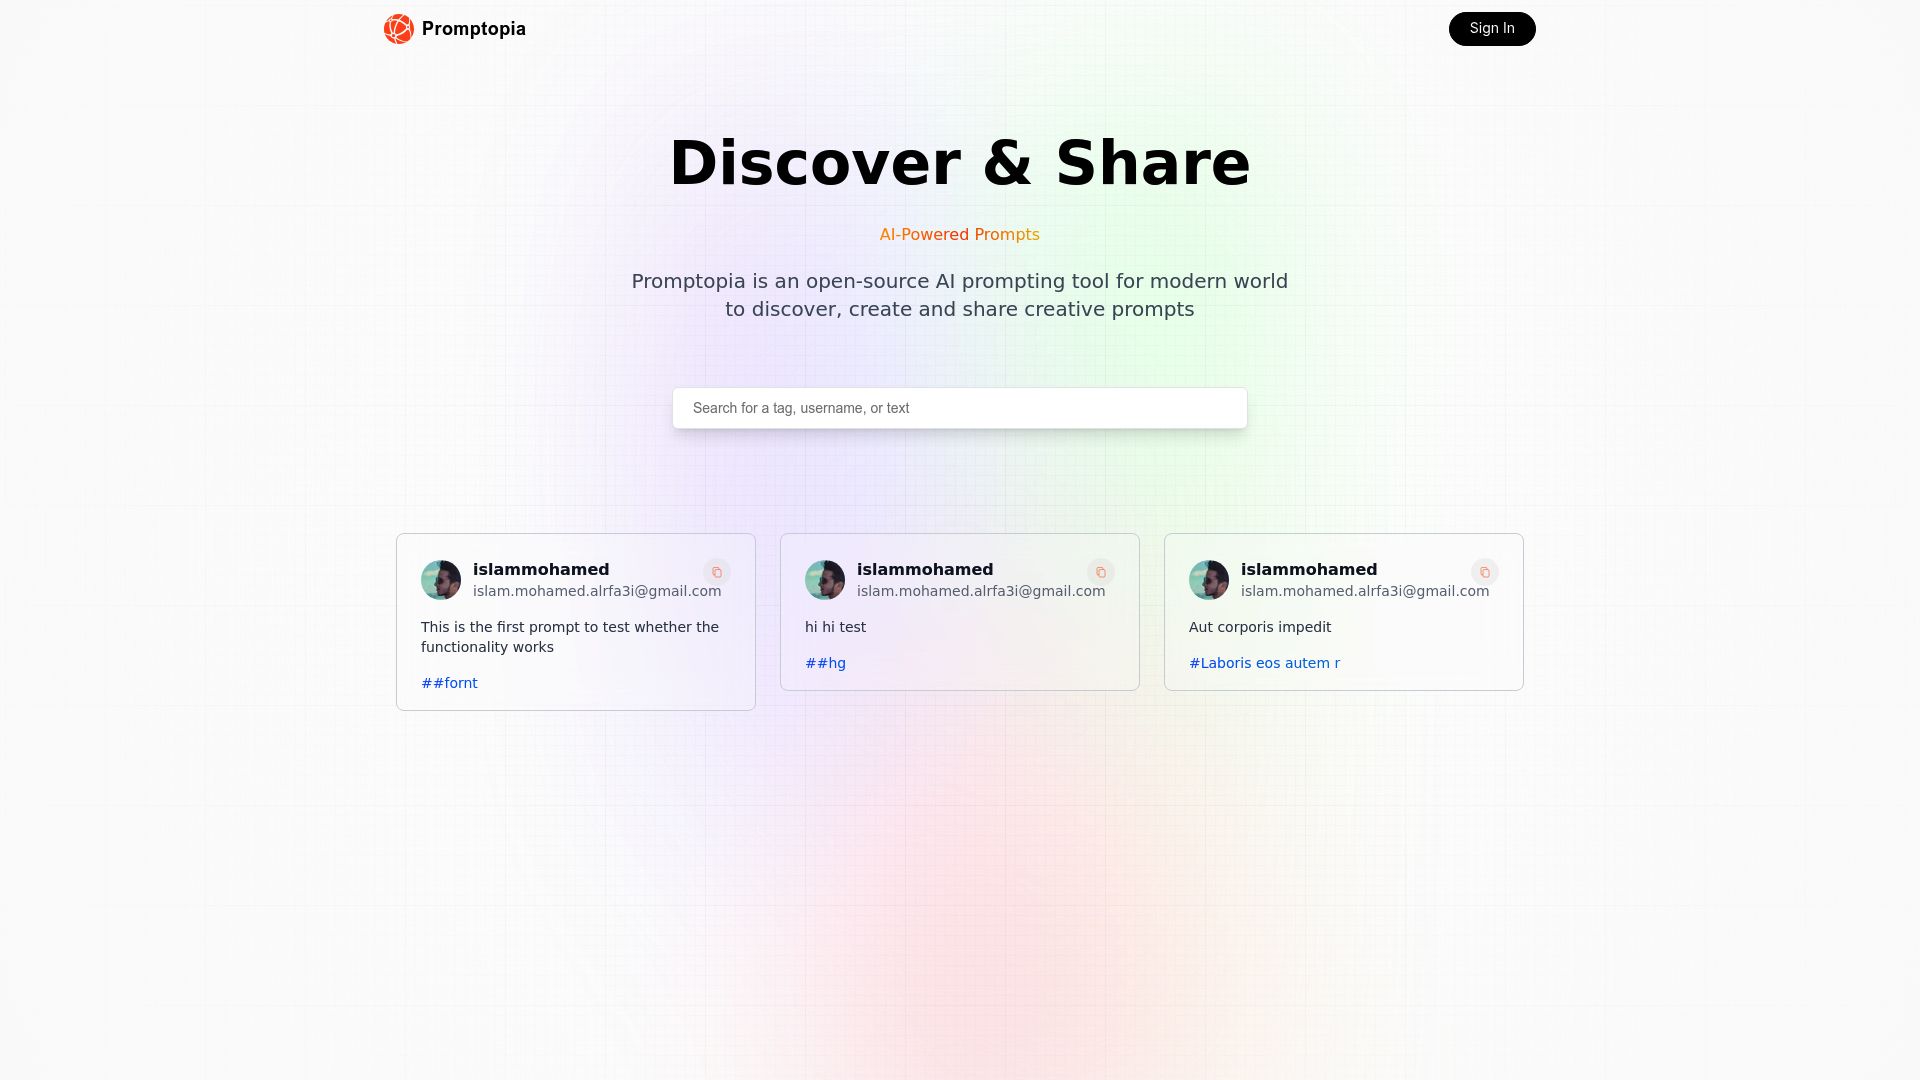 Promptopia
Sign In
Discover & Share
AI-Powered Prompts
Promptopia is an open-source AI prompting tool for modern world
to discover, create and share creative prompts
Search for a tag, username, or text
islammohamed
islam.mohamed.alrfa3i@gmail.com
This is the first prompt to test whether the
functionality works
##fornt
islammohamed
islam.mohamed.alrfa3i@gmail.com
hi hi test
##hg
islammohamed
islam.mohamed.alrfa3i@gmail.com
Aut corporis impedit
#Laboris eos autem r